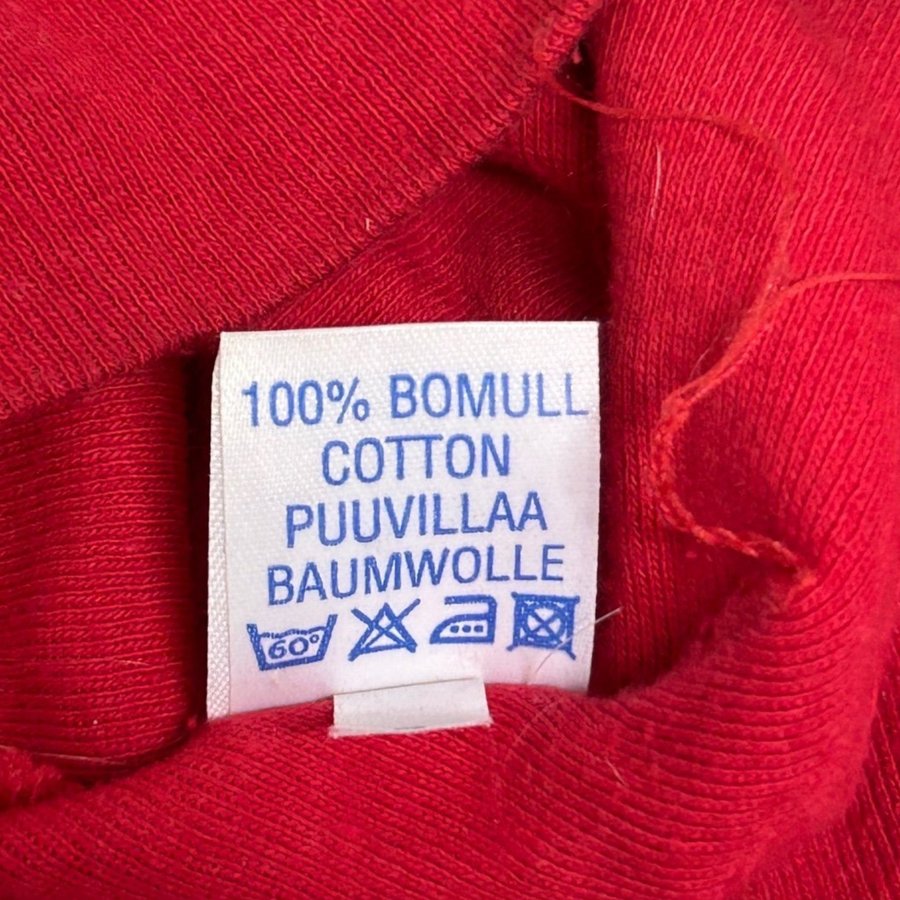 100% BOMULL
COTTON
PUUVILLAA
BAUMWOLLE
60°